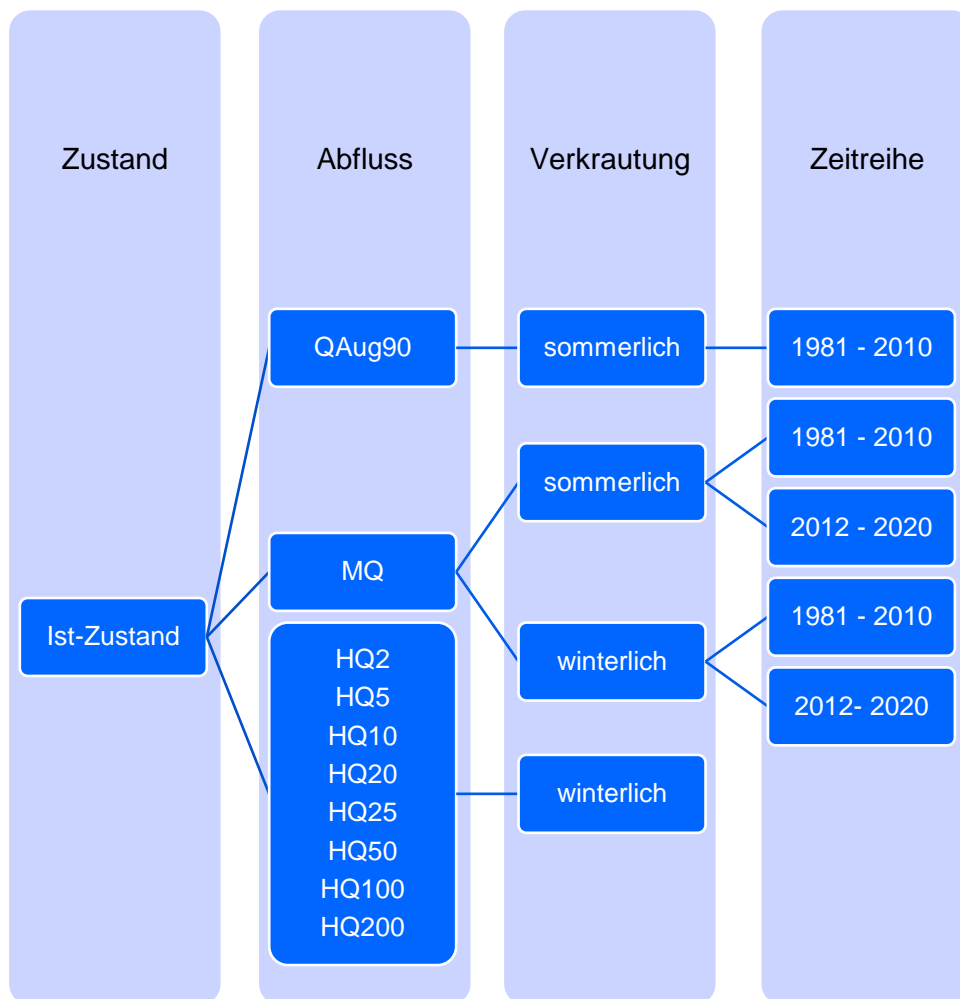 Zustand
Abfluss
Verkrautung
Zeitreihe
QAug90
sommerlich
1981 - 2010
1981 - 2010
sommerlich
2012 - 2020
MQ
1981 - 2010
Ist-Zustand
winterlich
2012- 2020
HQ2
HQ5
HQ10
HQ20
HQ25
HQ50
HQ100
HQ200
winterlich